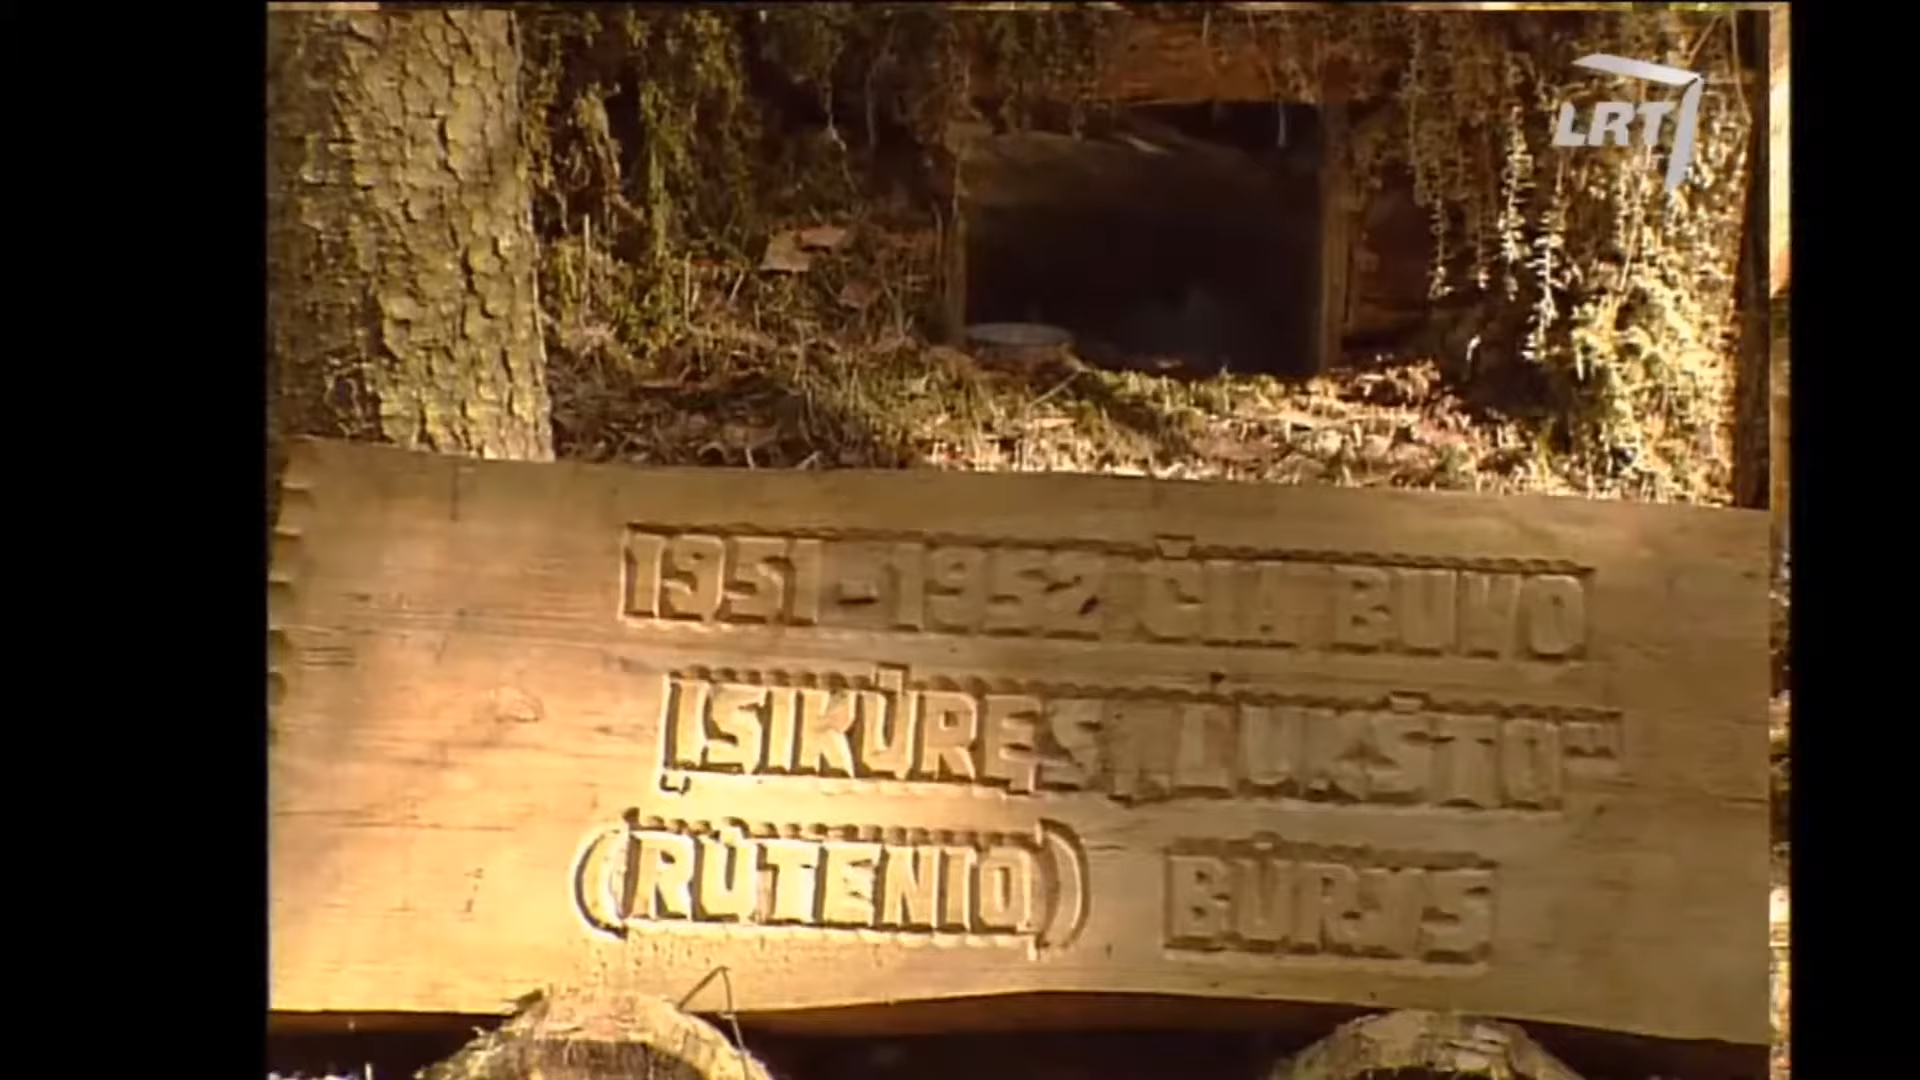 LRT
1951-1952 ČIA BUVO
ĮSIKŪRĘS A.LUKŠTO
(RŪTENIO) BŪRYS